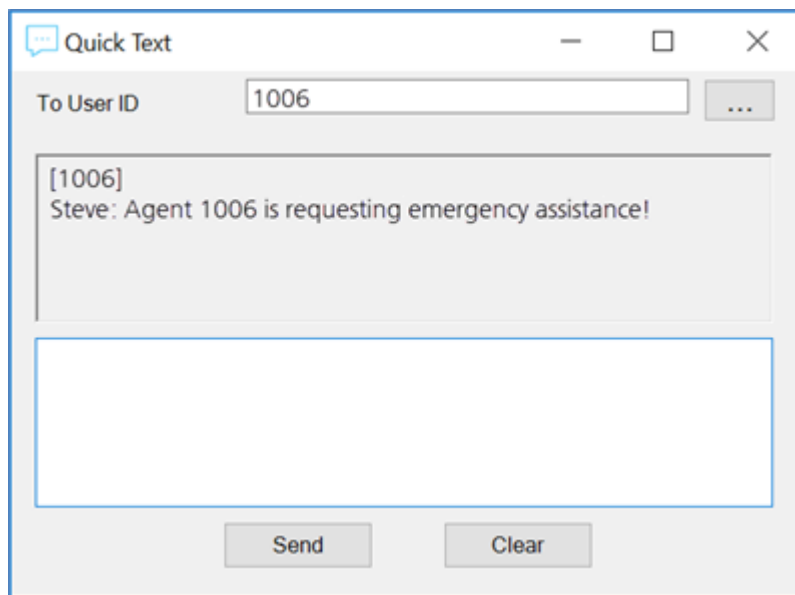 Quick Text
To User ID 1006 ...
[1006]
Steve: Agent 1006 is requesting emergency assistance!
Send Clear